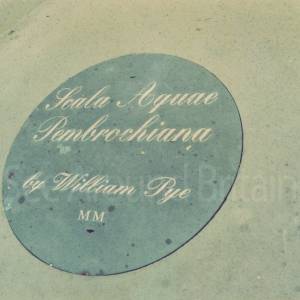 Scala Aquae
Pembrochiana
by William Pye
MM